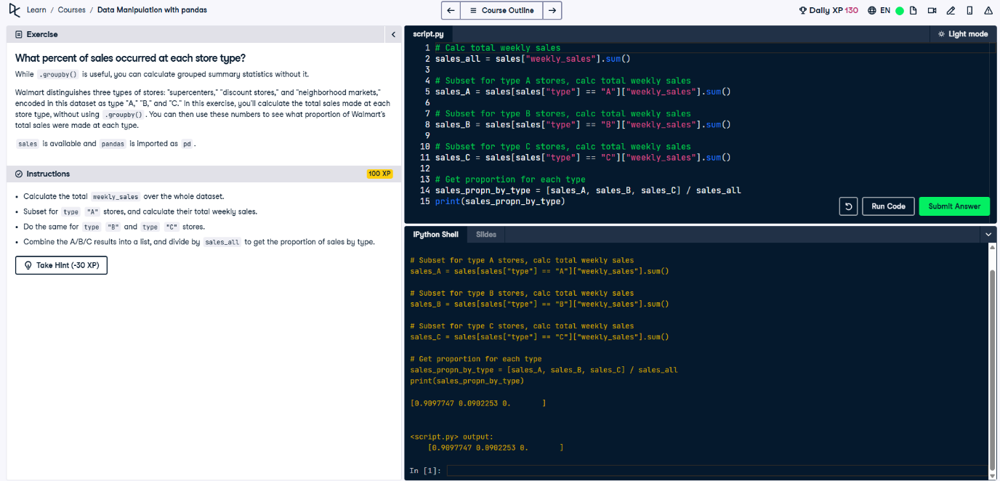 Learn / Courses / Data Manipulation with pandas
Course Outline
Daily XP 130
EN
Exercise
What percent of sales occurred at each store type?
While .groupby() is useful, you can calculate grouped summary statistics without it.
Walmart distinguishes three types of stores: "supercenters," "discount stores," and "neighborhood markets,"
encoded in this dataset as type "A," "B," and "C." In this exercise, you'll calculate the total sales made at each
store type, without using .groupby() . You can then use these numbers to see what proportion of Walmart's
total sales were made at each type.
sales is available and pandas is imported as pd .
Instructions
100 XP
• Calculate the total weekly_sales over the whole dataset.
• Subset for type "A" stores, and calculate their total weekly sales.
• Do the same for type "B" and type "C" stores.
• Combine the A/B/C results into a list, and divide by sales_all to get the proportion of sales by type.
Take Hint (-30 XP)
script.py
Light mode
1 # Calc total weekly sales
2 sales_all = sales["weekly_sales"].sum()
3
4 # Subset for type A stores, calc total weekly sales
5 sales_A = sales[sales["type"] == "A"]["weekly_sales"].sum()
6
7 # Subset for type B stores, calc total weekly sales
8 sales_B = sales[sales["type"] == "B"]["weekly_sales"].sum()
9
10 # Subset for type C stores, calc total weekly sales
11 sales_C = sales[sales["type"] == "C"]["weekly_sales"].sum()
12
13 # Get proportion for each type
14 sales_propn_by_type = [sales_A, sales_B, sales_C] / sales_all
15 print(sales_propn_by_type)
Run Code
Submit Answer
IPython Shell
Slides
# Subset for type A stores, calc total weekly sales
sales_A = sales[sales["type"] == "A"]["weekly_sales"].sum()
# Subset for type B stores, calc total weekly sales
sales_B = sales[sales["type"] == "B"]["weekly_sales"].sum()
# Subset for type C stores, calc total weekly sales
sales_C = sales[sales["type"] == "C"]["weekly_sales"].sum()
# Get proportion for each type
sales_propn_by_type = [sales_A, sales_B, sales_C] / sales_all
print(sales_propn_by_type)
[0.9097747 0.0902253 0.       ]
<script.py> output:
    [0.9097747 0.0902253 0.       ]
In [1]: